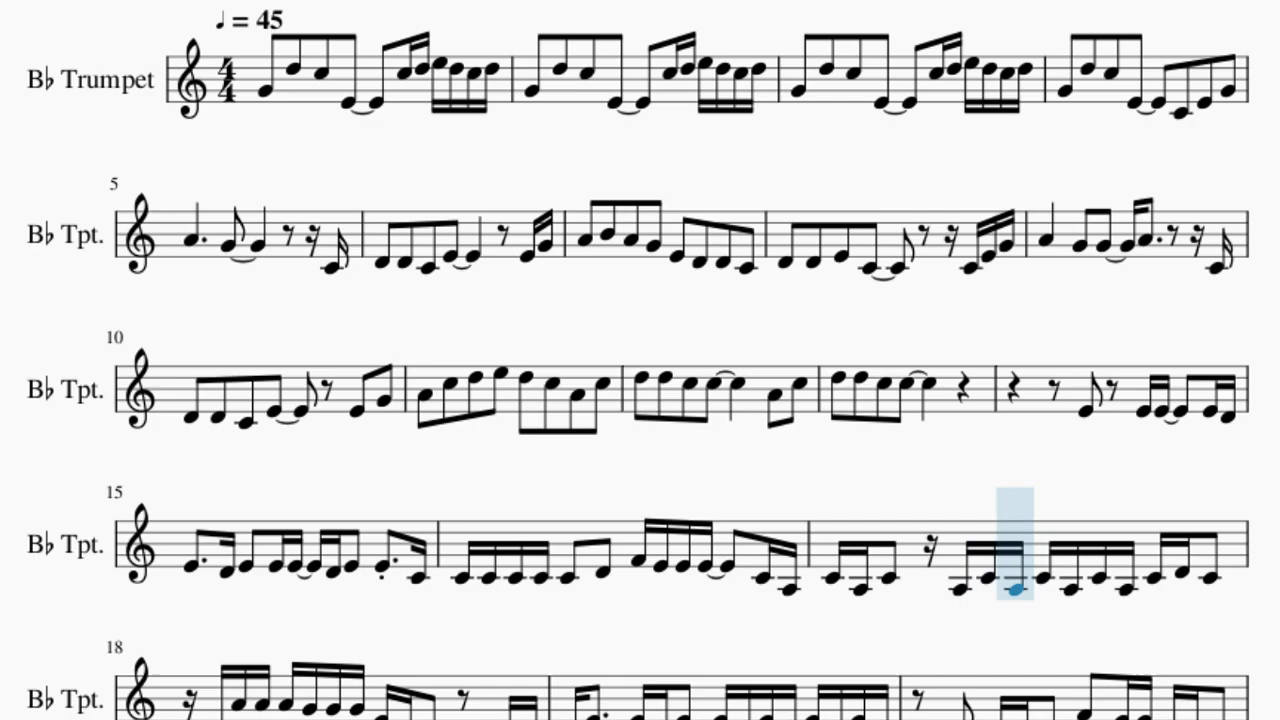 ♩ = 45
B♭ Trumpet
4
4
5
B♭ Tpt.
10
B♭ Tpt.
15
B♭ Tpt.
18
B♭ Tpt.